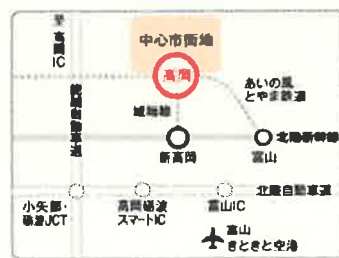 至
高岡
IC
中心市街地
高岡
あいの風
とやま鉄道
能越自動車道
城端線
北陸新幹線
新高岡
富山
北陸自動車道
小矢部・
砺波JCT
高岡砺波
スマートIC
富山IC
富山
きときと空港